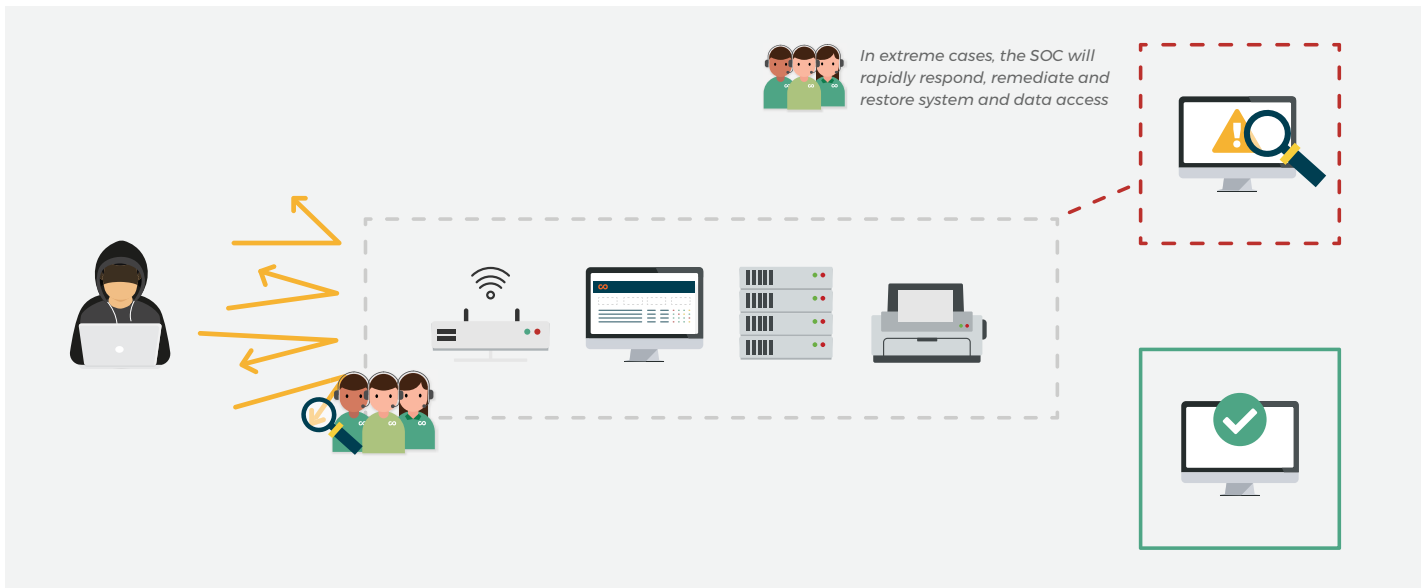 In extreme cases, the SOC will
rapidly respond, remediate and
restore system and data access